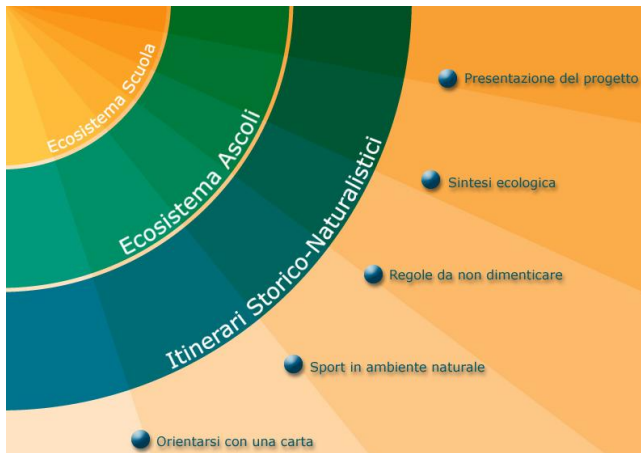 Ecosistema Scuola
Ecosistema Ascoli
Itinerari Storico-Naturalistici
Presentazione del progetto
Sintesi ecologica
Regole da non dimenticare
Sport in ambiente naturale
Orientarsi con una carta